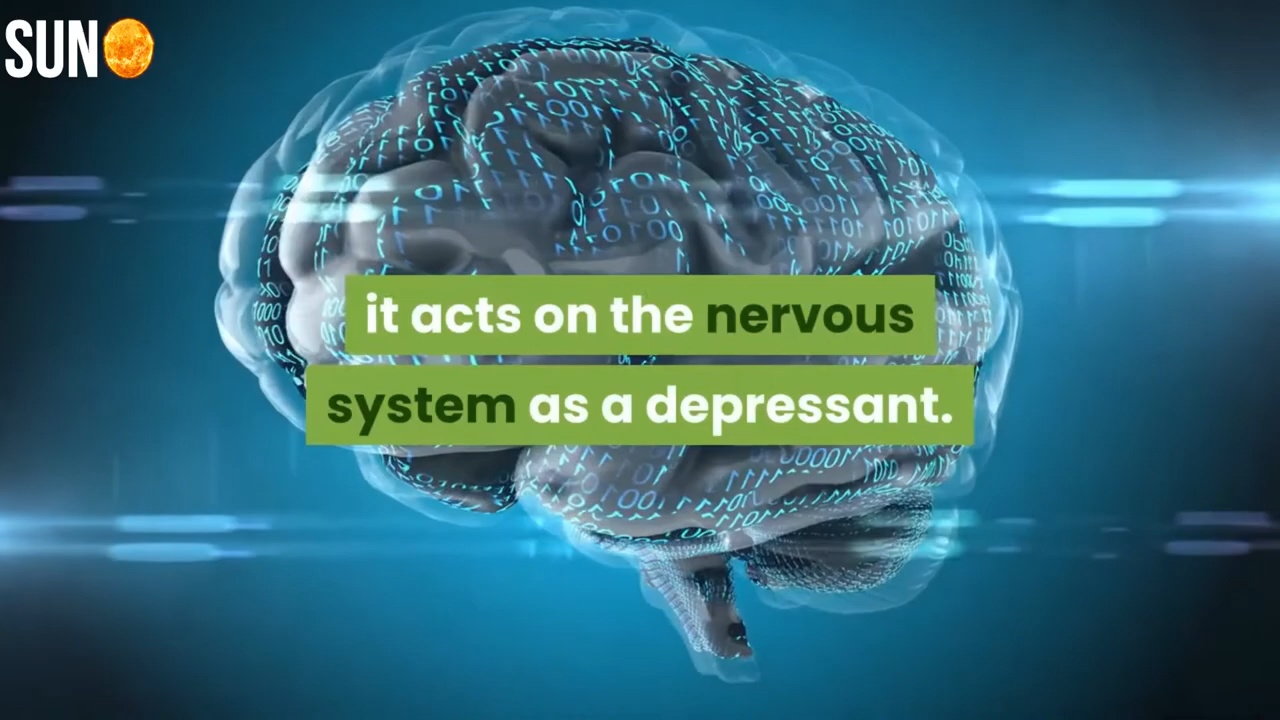 SUN
it acts on the nervous
system as a depressant.